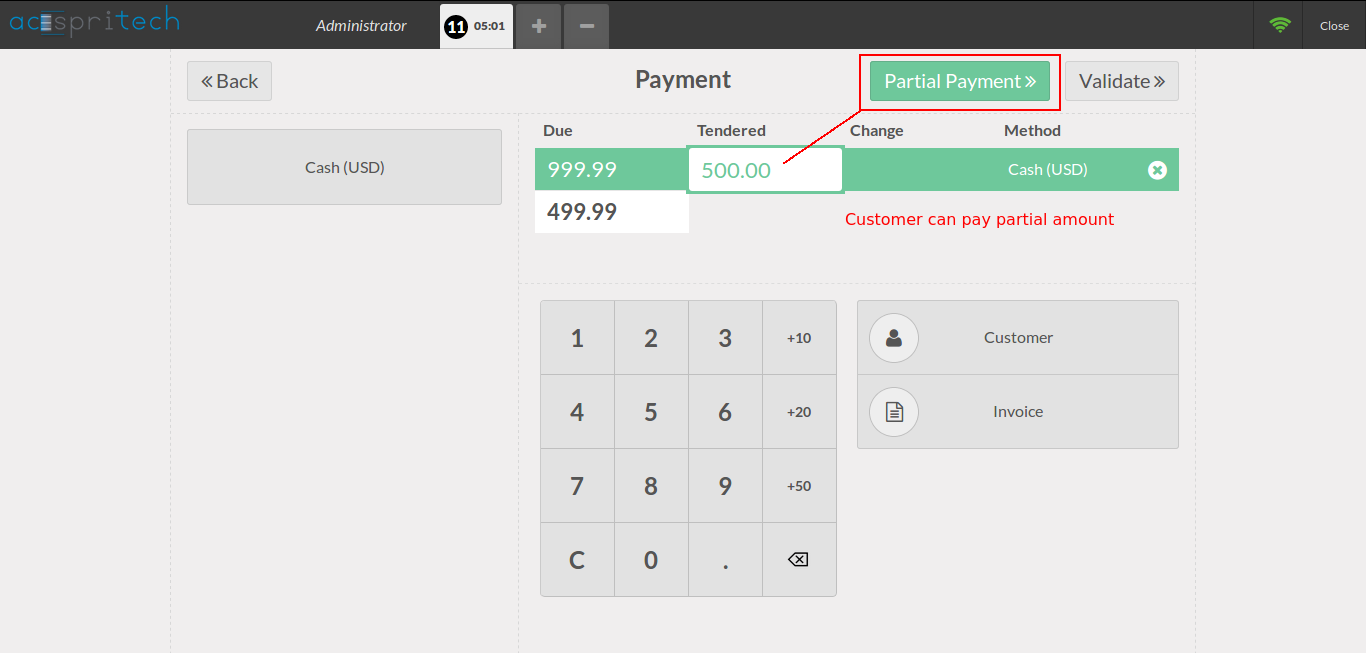 acespritech
Administrator
11 05:01
+
−
Close
« Back
Payment
Partial Payment »
Validate »
Cash (USD)
Due Tendered Change Method
999.99 500.00 Cash (USD)
499.99
Customer can pay partial amount
1 2 3 +10
4 5 6 +20
7 8 9 +50
C 0 .
Customer
Invoice